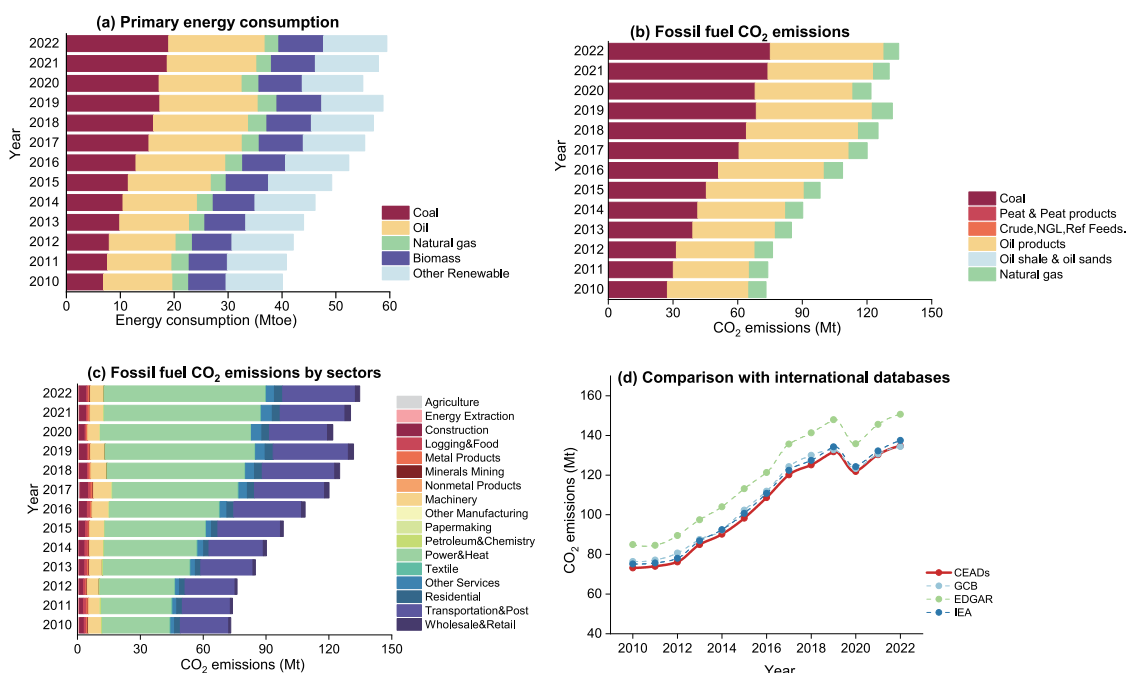 (a) Primary energy consumption
Year
2022
2021
2020
2019
2018
2017
2016
2015
2014
2013
2012
2011
2010
Coal
Oil
Natural gas
Biomass
Other Renewable
0 10 20 30 40 50 60
Energy consumption (Mtoe)
(b) Fossil fuel CO₂ emissions
Year
2022
2021
2020
2019
2018
2017
2016
2015
2014
2013
2012
2011
2010
Coal
Peat & Peat products
Crude,NGL,Ref Feeds.
Oil products
Oil shale & oil sands
Natural gas
0 30 60 90 120 150
CO₂ emissions (Mt)
(c) Fossil fuel CO₂ emissions by sectors
Year
2022
2021
2020
2019
2018
2017
2016
2015
2014
2013
2012
2011
2010
Agriculture
Energy Extraction
Construction
Logging&Food
Metal Products
Minerals Mining
Nonmetal Products
Machinery
Other Manufacturing
Papermaking
Petroleum&Chemistry
Power&Heat
Textile
Other Services
Residential
Transportation&Post
Wholesale&Retail
0 30 60 90 120 150
CO₂ emissions (Mt)
(d) Comparison with international databases
CO₂ emissions (Mt)
160
140
120
100
80
60
40
CEADs
GCB
EDGAR
IEA
2010 2012 2014 2016 2018 2020 2022
Year